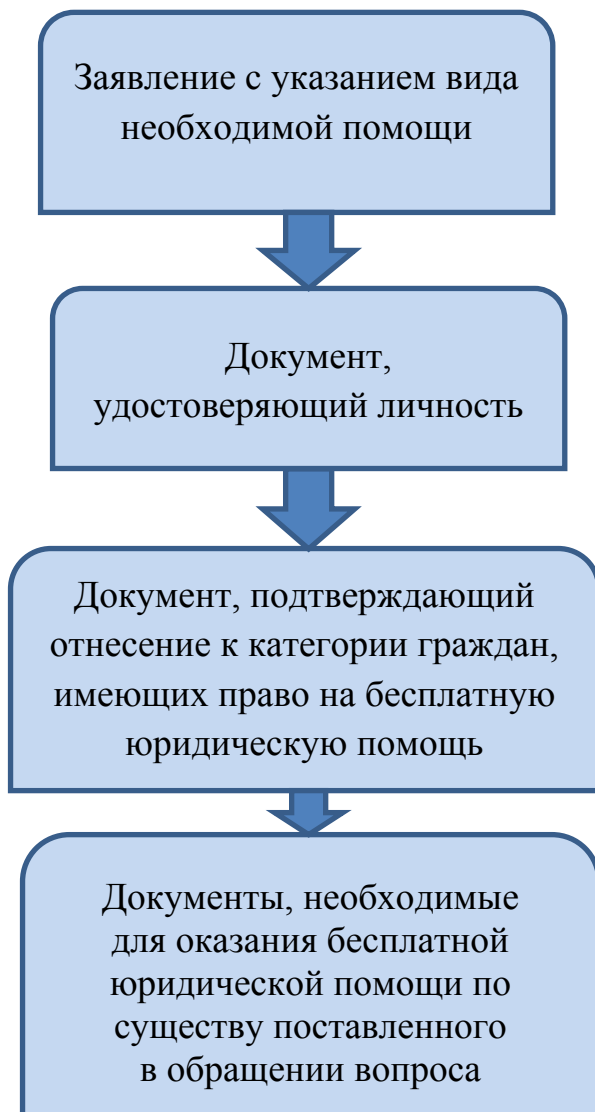 Заявление с указанием вида
необходимой помощи
Документ,
удостоверяющий личность
Документ, подтверждающий
отнесение к категории граждан,
имеющих право на бесплатную
юридическую помощь
Документы, необходимые
для оказания бесплатной
юридической помощи по
существу поставленного
в обращении вопроса